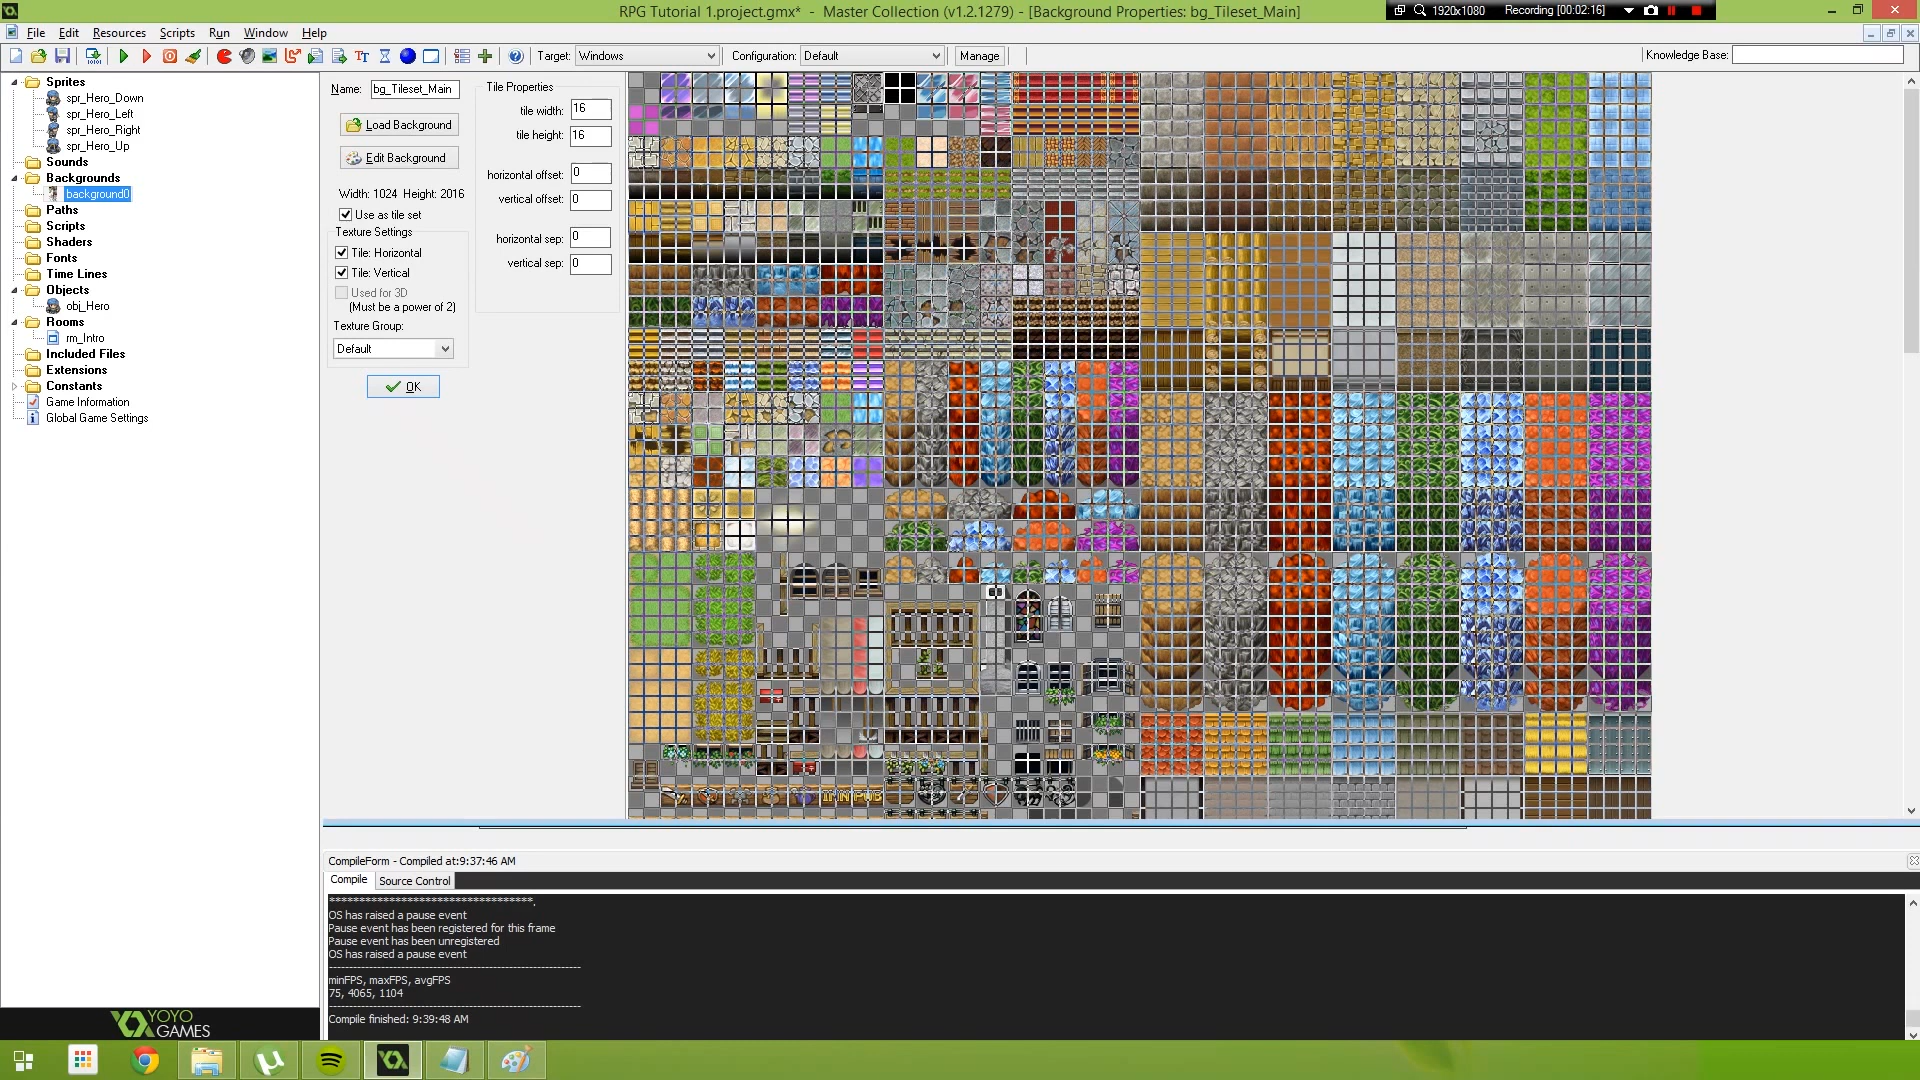 RPG Tutorial 1.project.gmx* - Master Collection (v1.2.1279) - [Background Properties: bg_Tileset_Main]
1920x1080 Recording [00:02:16]
File Edit Resources Scripts Run Window Help
Target: Windows Configuration: Default Manage Knowledge Base:
Sprites
spr_Hero_Down
spr_Hero_Left
spr_Hero_Right
spr_Hero_Up
Sounds
Backgrounds
background0
Paths
Scripts
Shaders
Fonts
Time Lines
Objects
obj_Hero
Rooms
rm_Intro
Included Files
Extensions
Constants
Game Information
Global Game Settings
YOYO
GAMES
Name: bg_Tileset_Main
Load Background
Edit Background
Width: 1024 Height: 2016
Use as tile set
Texture Settings
Tile: Horizontal
Tile: Vertical
Used for 3D
(Must be a power of 2)
Texture Group:
Default
OK
Tile Properties
tile width: 16
tile height: 16
horizontal offset: 0
vertical offset: 0
horizontal sep: 0
vertical sep: 0
INN PUB
CompileForm - Compiled at:9:37:46 AM
Compile Source Control
**********************************.
OS has raised a pause event
Pause event has been registered for this frame
Pause event has been unregistered
OS has raised a pause event
---------------------------------------------------------------
minFPS, maxFPS, avgFPS
75, 4065, 1104
---------------------------------------------------------------
Compile finished: 9:39:48 AM